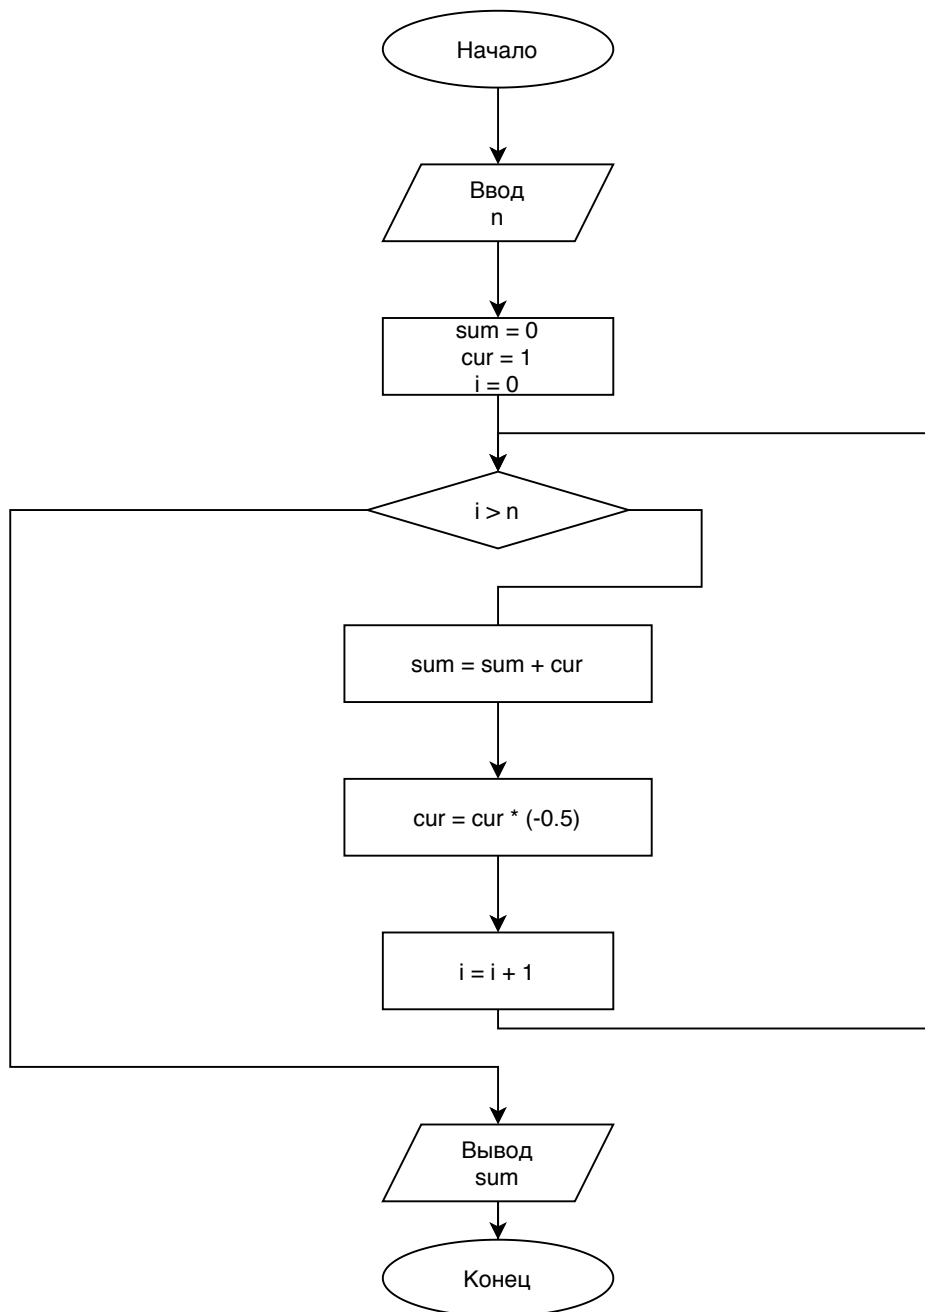 Начало
Ввод
n
sum = 0
cur = 1
i = 0
i > n
sum = sum + cur
cur = cur * (-0.5)
i = i + 1
Вывод
sum
Конец